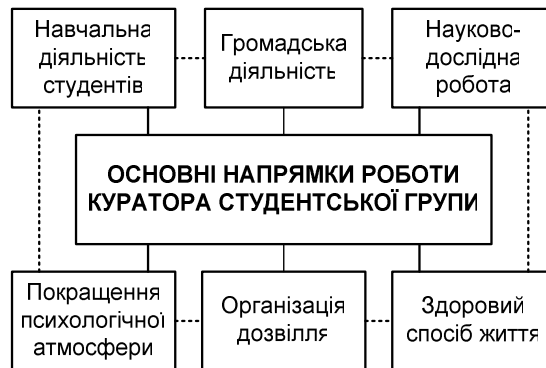 Навчальна
діяльність
студентів
Громадська
діяльність
Науково-
дослідна
робота
ОСНОВНІ НАПРЯМКИ РОБОТИ
КУРАТОРА СТУДЕНТСЬКОЇ ГРУПИ
Покращення
психологічної
атмосфери
Організація
дозвілля
Здоровий
спосіб життя